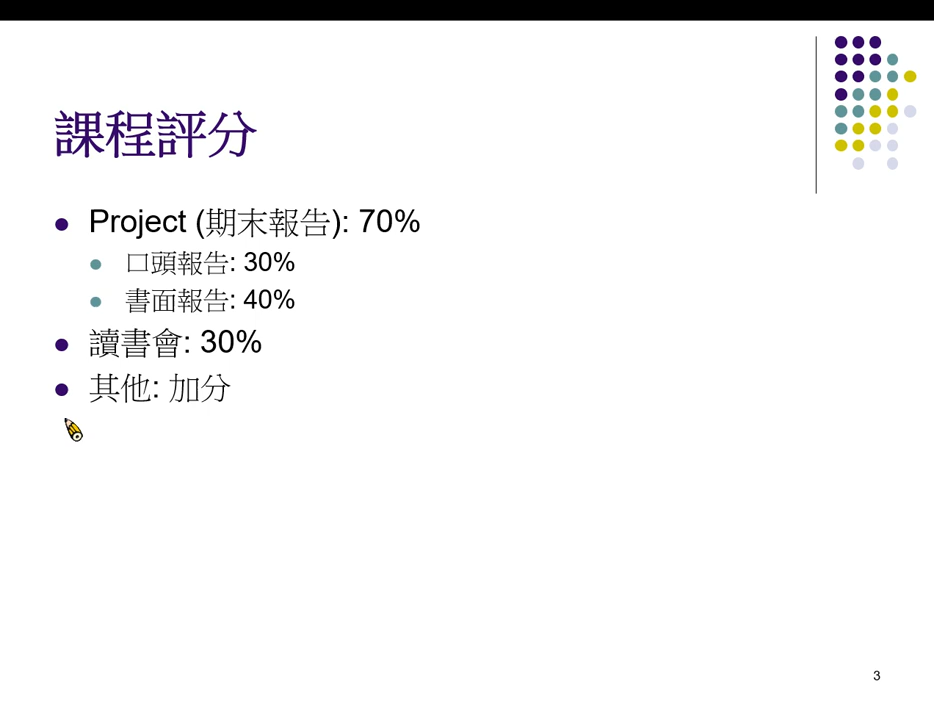 課程評分
Project (期末報告): 70%
口頭報告: 30%
書面報告: 40%
讀書會: 30%
其他: 加分
3